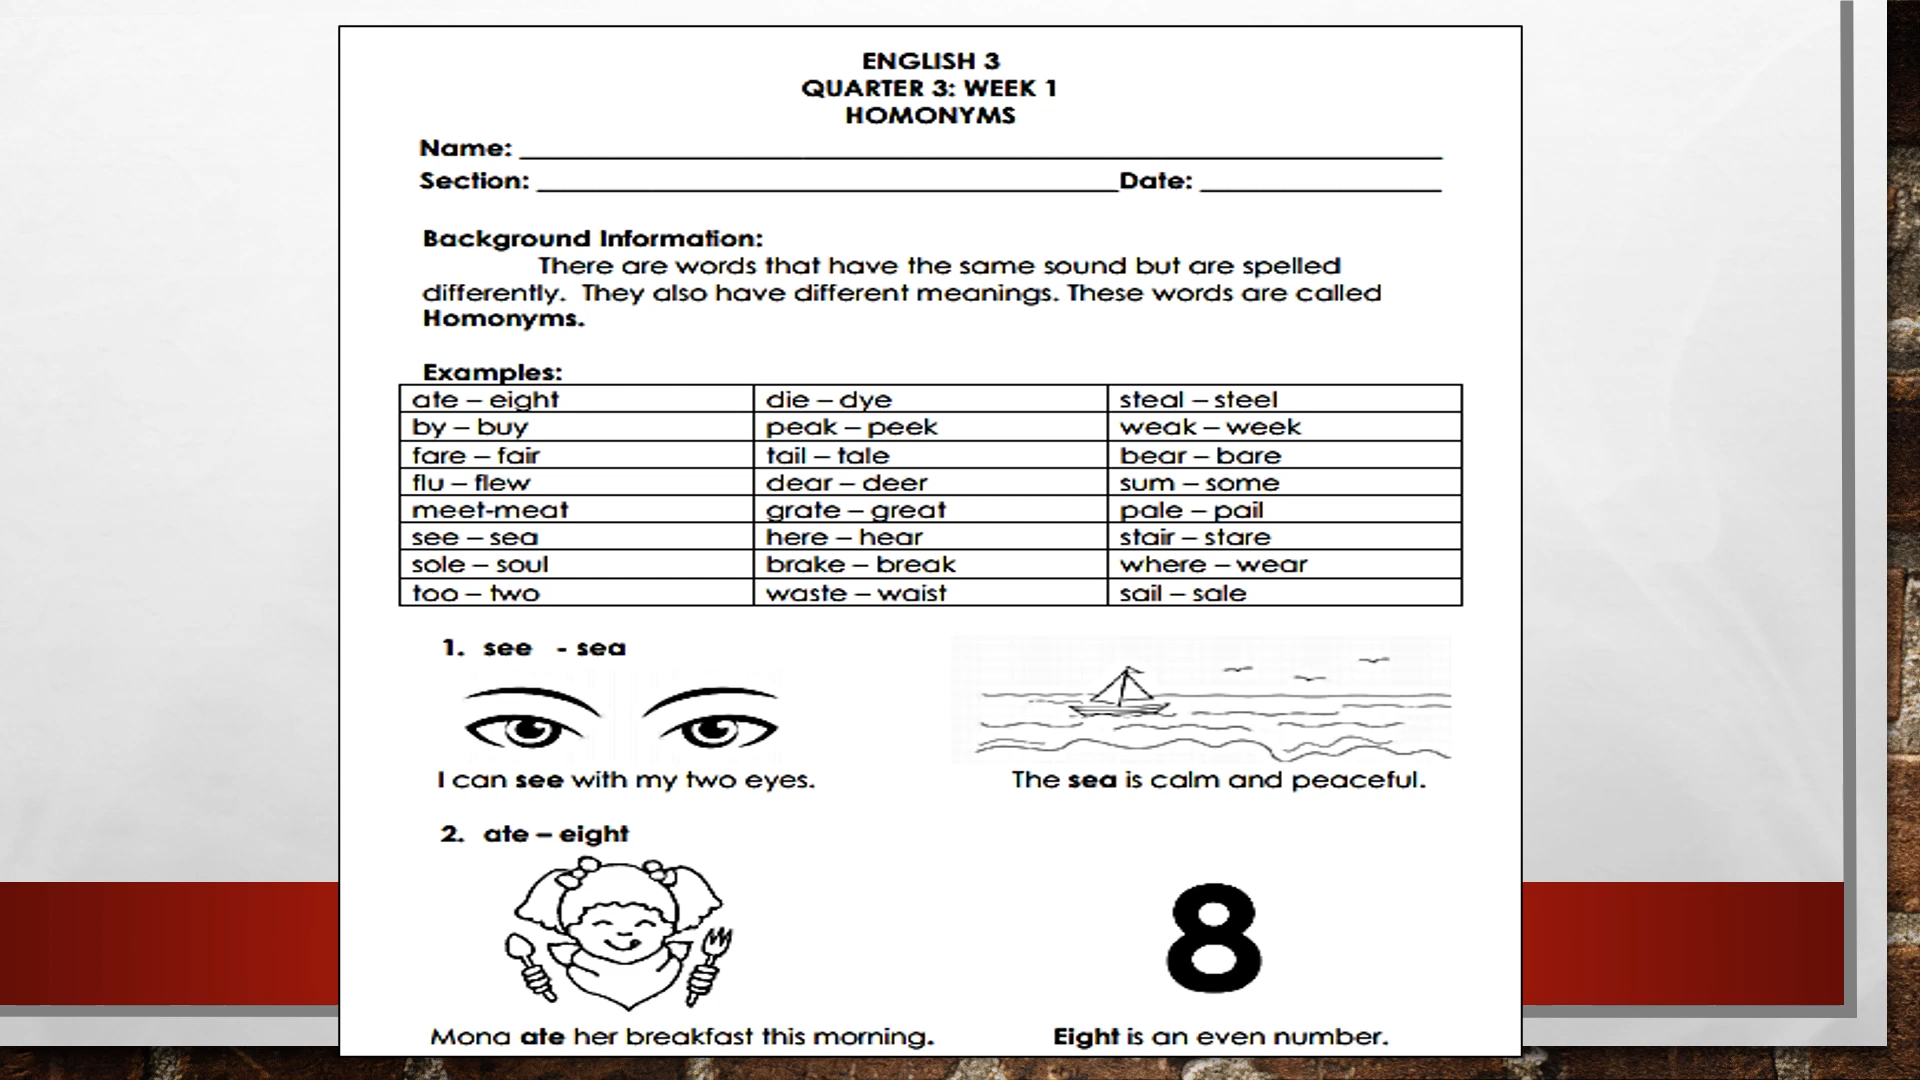 ENGLISH 3
QUARTER 3: WEEK 1
HOMONYMS
Name:
Section: Date:
Background Information:
There are words that have the same sound but are spelled
differently. They also have different meanings. These words are called
Homonyms.
Examples:
ate – eight die – dye steal – steel
by – buy peak – peek weak – week
fare – fair tail – tale bear – bare
flu – flew dear – deer sum – some
meet-meat grate – great pale – pail
see – sea here – hear stair – stare
sole – soul brake – break where – wear
too – two waste – waist sail – sale
1. see - sea
I can see with my two eyes. The sea is calm and peaceful.
2. ate – eight
8
Mona ate her breakfast this morning. Eight is an even number.